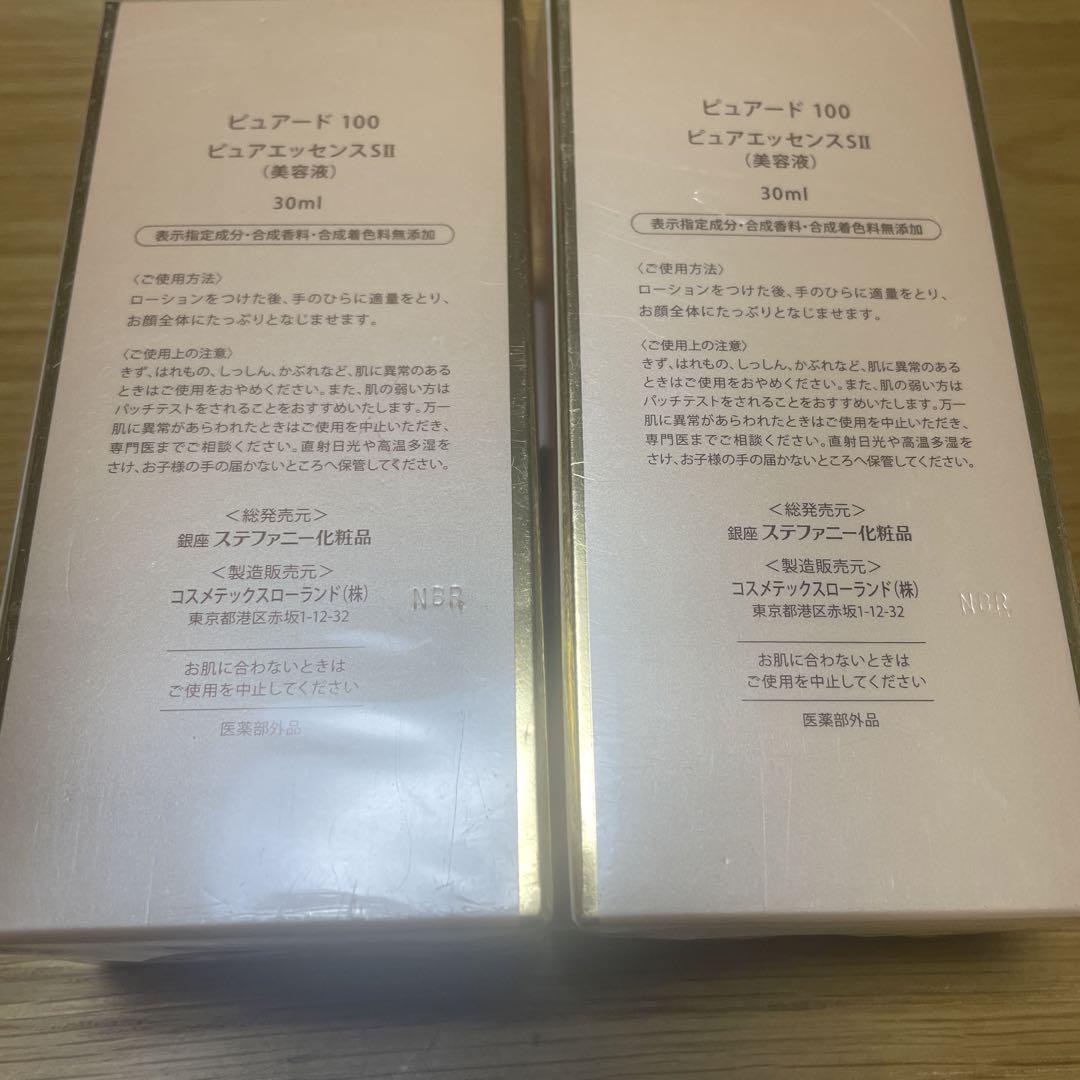 ピュアード 100
ピュアエッセンスSⅡ
(美容液)
30ml
表示指定成分・合成香料・合成着色料無添加
〈ご使用方法〉
ローションをつけた後、手のひらに適量をとり、
お顔全体にたっぷりとなじませます。
〈ご使用上の注意〉
きず、はれもの、しっしん、かぶれなど、肌に異常のある
ときはご使用をおやめください。また、肌の弱い方は
パッチテストをされることをおすすめいたします。万一
肌に異常があらわれたときはご使用を中止いただき、
専門医までご相談ください。直射日光や高温多湿を
さけ、お子様の手の届かないところへ保管してください。
<総発売元>
銀座 ステファニー化粧品
<製造販売元>
コスメテックスローランド(株)
東京都港区赤坂1-12-32
NBR
お肌に合わないときは
ご使用を中止してください
医薬部外品
ピュアード 100
ピュアエッセンスSⅡ
(美容液)
30ml
表示指定成分・合成香料・合成着色料無添加
〈ご使用方法〉
ローションをつけた後、手のひらに適量をとり、
お顔全体にたっぷりとなじませます。
〈ご使用上の注意〉
きず、はれもの、しっしん、かぶれなど、肌に異常のある
ときはご使用をおやめください。また、肌の弱い方は
パッチテストをされることをおすすめいたします。万一
肌に異常があらわれたときはご使用を中止いただき、
専門医までご相談ください。直射日光や高温多湿を
さけ、お子様の手の届かないところへ保管してください。
<総発売元>
銀座 ステファニー化粧品
<製造販売元>
コスメテックスローランド(株)
東京都港区赤坂1-12-32
NBR
お肌に合わないときは
ご使用を中止してください
医薬部外品